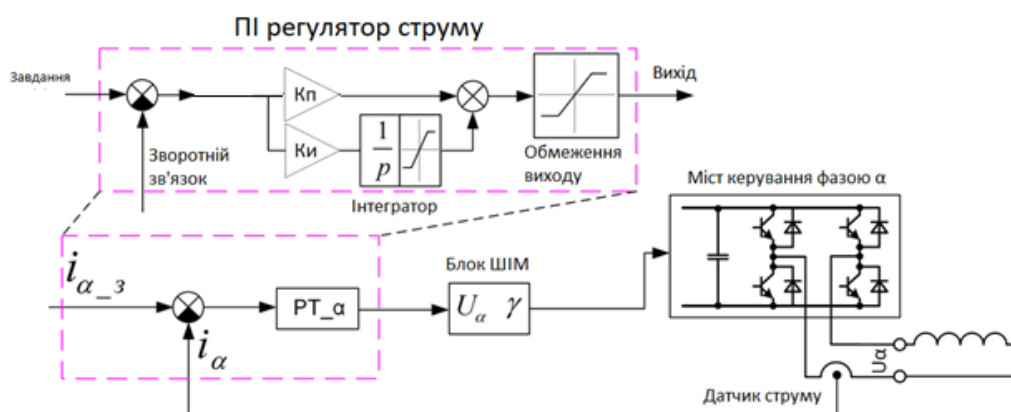 ПІ регулятор струму
Завдання
Кп
Ки
1
p
Вихід
Зворотній
зв'язок
Інтегратор
Обмеження
виходу
Міст керування фазою α
iα_з
iα
РТ_α
Блок ШІМ
Uα γ
Uα
Датчик струму